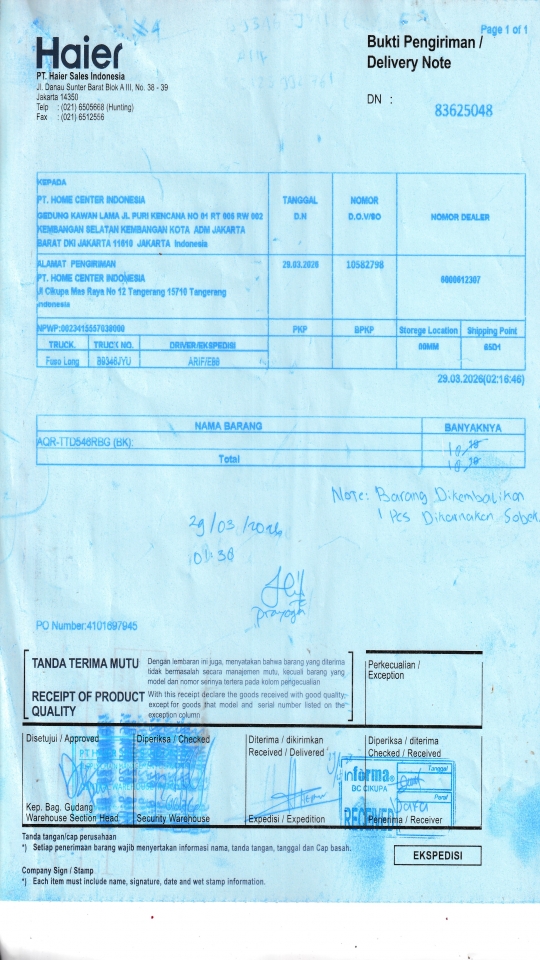 Page 1 of 1
Haier
Bukti Pengiriman /
Delivery Note
PT. Haier Sales Indonesia
Jl. Danau Sunter Barat Blok A III, No. 38 - 39
Jakarta 14350
Telp : (021) 6505668 (Hunting)
Fax : (021) 6512556
DN :
83625048
KEPADA
PT. HOME CENTER INDONESIA
GEDUNG KAWAN LAMA JL PURI KENCANA NO 01 RT 005 RW 002
KEMBANGAN SELATAN KEMBANGAN KOTA ADM JAKARTA
BARAT DKI JAKARTA 11610 JAKARTA Indonesia
TANGGAL
D.N
NOMOR
D.O.V/SO
NOMOR DEALER
ALAMAT PENGIRIMAN
PT. HOME CENTER INDONESIA
Jl Cikupa Mas Raya No 12 Tangerang 15710 Tangerang
Indonesia
29.03.2026
10582798
6000012307
PKP
BPKP
Storege Location
Shipping Point
TRUCK.
TRUCK NO.
DRIVER/EKSPEDISI
Fuso Long
B9346JYU
65D1
29.03.2026(02:16:46)
NAMA BARANG
BANYAKNYA
AQR-TTD546RBG (BK):
18
Total
18
Note: Barang Dikembalikan
1 Pcs Dikarnakan Sobek
29/03/2026
prayoga
PO Number:4101697945
TANDA TERIMA MUTU
Dengan lembaran ini juga, menyatakan bahwa barang yang diterima
tidak bermasalah secara manajemen mutu, kecuali barang yang
model dan nomor serinya tertera pada kolom pengecualian
RECEIPT OF PRODUCT
QUALITY
With this receipt declare the goods received with good quality,
except for goods that model and serial number listed on the
exception column
Perkecualian /
Exception
Disetujui / Approved
Diperiksa / Checked
Diterima / dikirimkan
Received / Delivered
Diperiksa / diterima
Checked / Received
informa
BC CIKUPA
RECEIVED
Tanggal
Paraf
Kep. Bag. Gudang
Warehouse Section Head
Security Warehouse
Expedisi / Expedition
Penerima / Receiver
Tanda tangan/cap perusahaan
*) Setiap penerimaan barang wajib menyertakan informasi nama, tanda tangan, tanggal dan Cap basah.
EKSPEDISI
Company Sign / Stamp
*) Each item must include name, signature, date and wet stamp information.